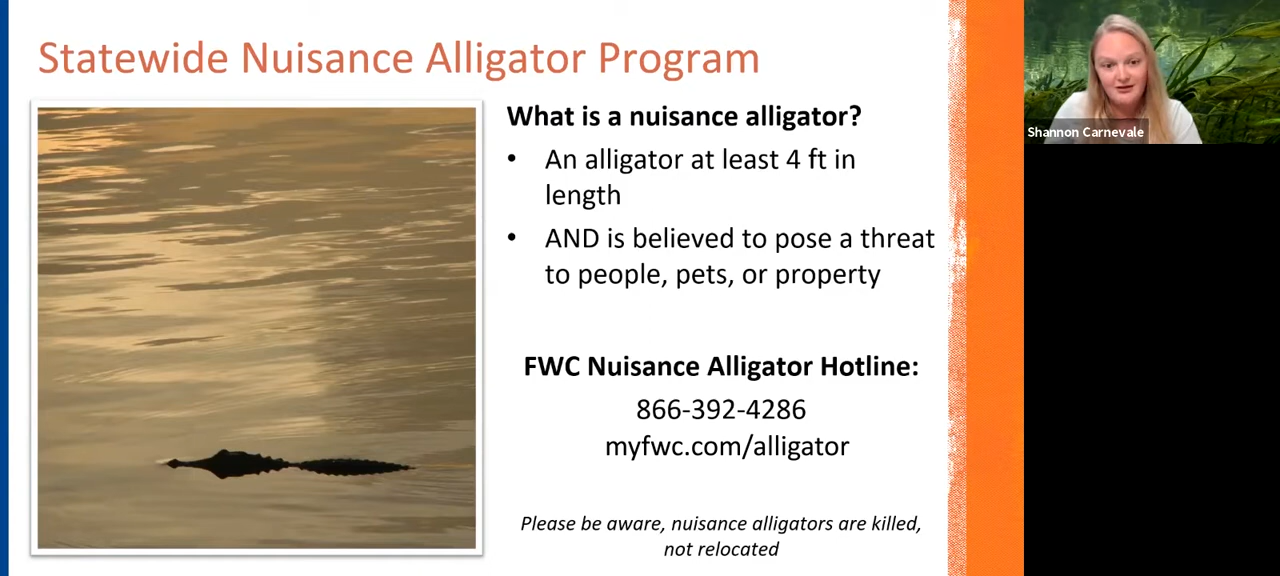 Statewide Nuisance Alligator Program
What is a nuisance alligator?
• An alligator at least 4 ft in
length
• AND is believed to pose a threat
to people, pets, or property
FWC Nuisance Alligator Hotline:
866-392-4286
myfwc.com/alligator
Please be aware, nuisance alligators are killed,
not relocated
Shannon Carnevale